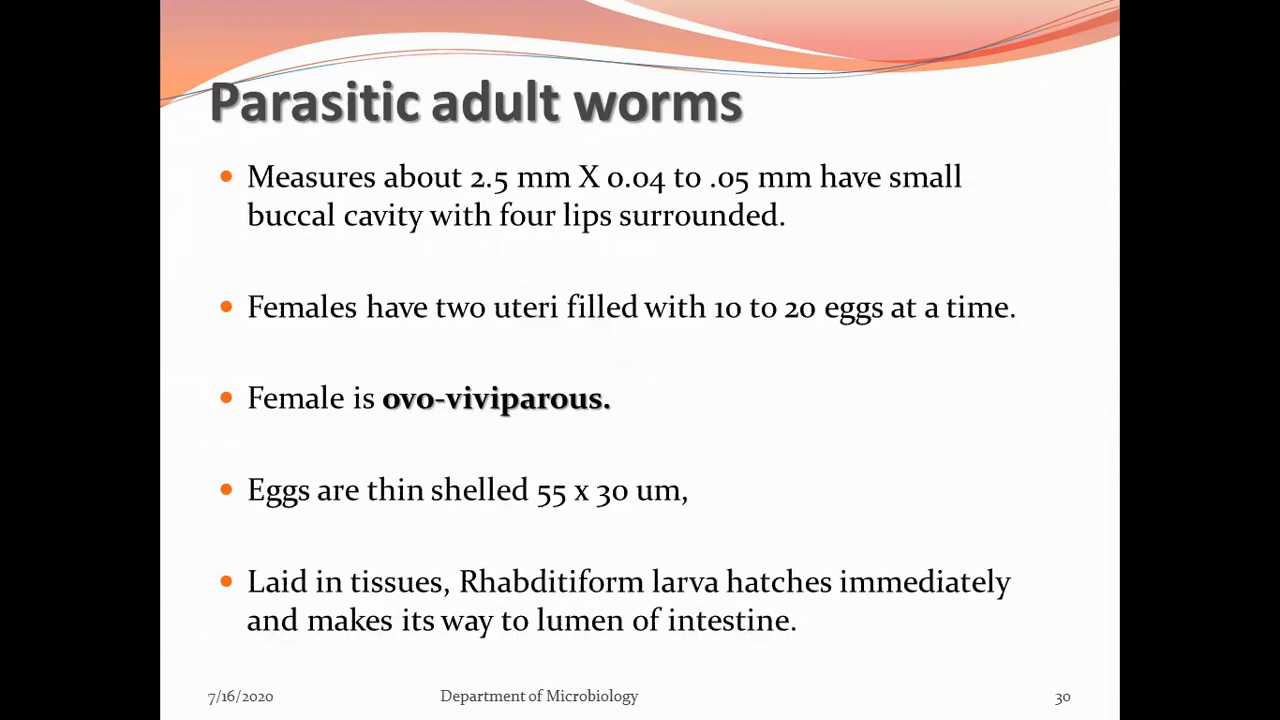 Parasitic adult worms
• Measures about 2.5 mm X 0.04 to .05 mm have small
buccal cavity with four lips surrounded.
• Females have two uteri filled with 10 to 20 eggs at a time.
• Female is ovo-viviparous.
• Eggs are thin shelled 55 x 30 um,
• Laid in tissues, Rhabditiform larva hatches immediately
and makes its way to lumen of intestine.
7/16/2020 Department of Microbiology 30